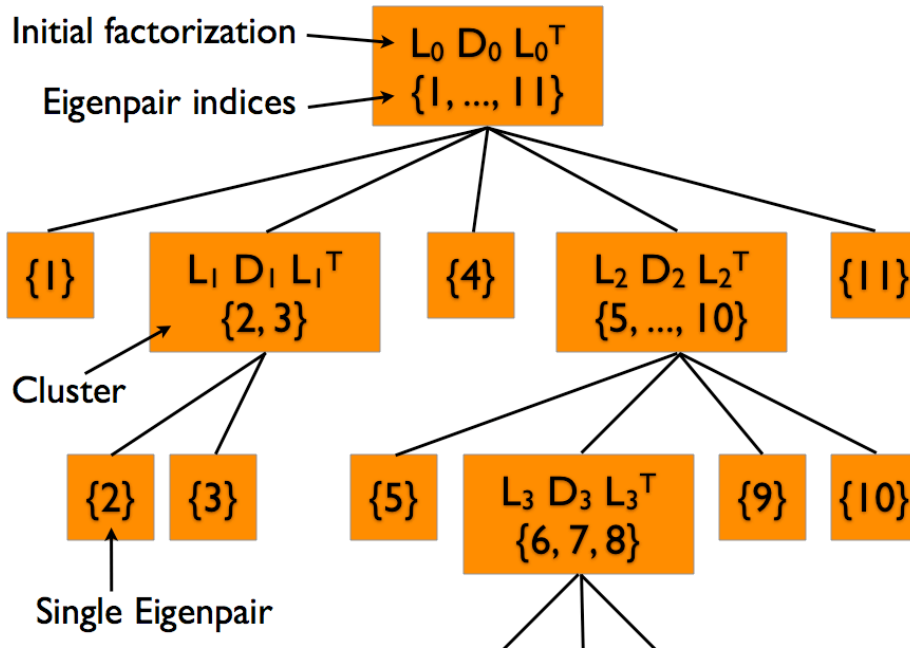 Initial factorization
L₀ D₀ L₀ᵀ
Eigenpair indices
{1, ..., 11}
{1}
L₁ D₁ L₁ᵀ
{2, 3}
{4}
L₂ D₂ L₂ᵀ
{5, ..., 10}
{11}
Cluster
{2}
{3}
{5}
L₃ D₃ L₃ᵀ
{6, 7, 8}
{9}
{10}
Single Eigenpair